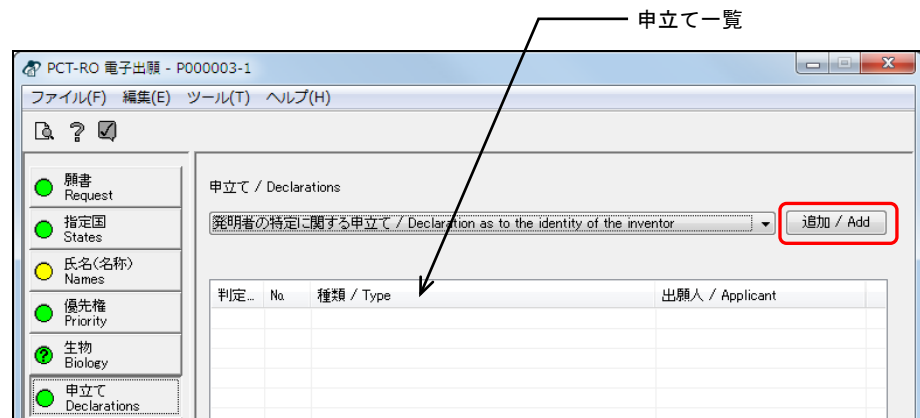 申立て一覧
PCT-RO 電子出願 - P000003-1
ファイル(F) 編集(E) ツール(T) ヘルプ(H)
願書
Request
指定国
States
氏名(名称)
Names
優先権
Priority
生物
Biology
申立て
Declarations
申立て / Declarations
発明者の特定に関する申立て / Declaration as to the identity of the inventor
追加 / Add
判定... No. 種類 / Type 出願人 / Applicant